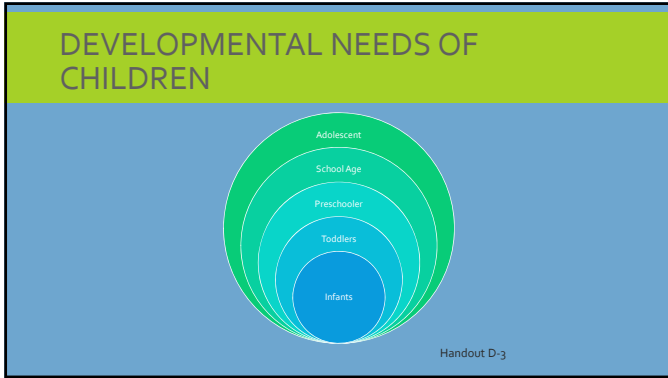 DEVELOPMENTAL NEEDS OF
CHILDREN
Adolescent
School Age
Preschooler
Toddlers
Infants
Handout D-3